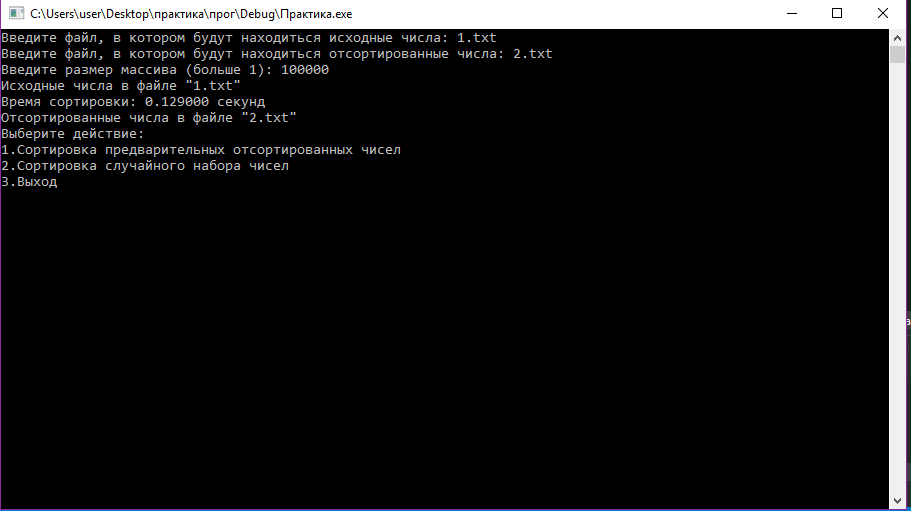 C:\Users\user\Desktop\практика\прог\Debug\Практика.exe
Введите файл, в котором будут находиться исходные числа: 1.txt
Введите файл, в котором будут находиться отсортированные числа: 2.txt
Введите размер массива (больше 1): 100000
Исходные числа в файле "1.txt"
Время сортировки: 0.129000 секунд
Отсортированные числа в файле "2.txt"
Выберите действие:
1.Сортировка предварительных отсортированных чисел
2.Сортировка случайного набора чисел
3.Выход